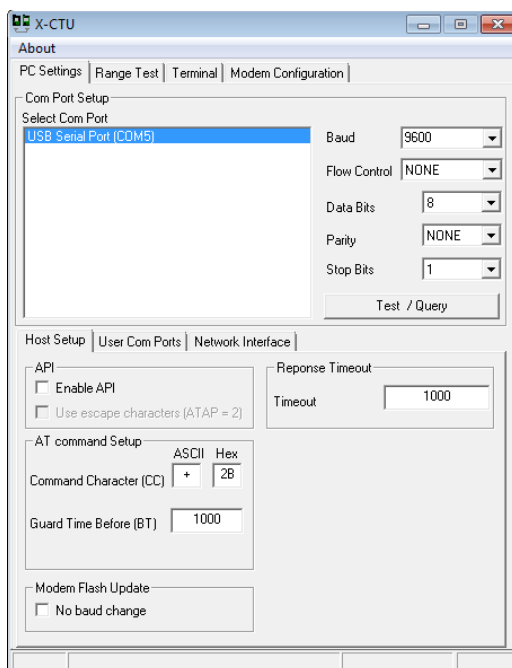 X-CTU
About
PC Settings Range Test Terminal Modem Configuration
Com Port Setup
Select Com Port
USB Serial Port (COM5)
Baud 9600
Flow Control NONE
Data Bits 8
Parity NONE
Stop Bits 1
Test / Query
Host Setup User Com Ports Network Interface
API
Enable API
Use escape characters (ATAP = 2)
Reponse Timeout
Timeout 1000
AT command Setup
ASCII Hex
Command Character (CC) + 2B
Guard Time Before (BT) 1000
Modem Flash Update
No baud change